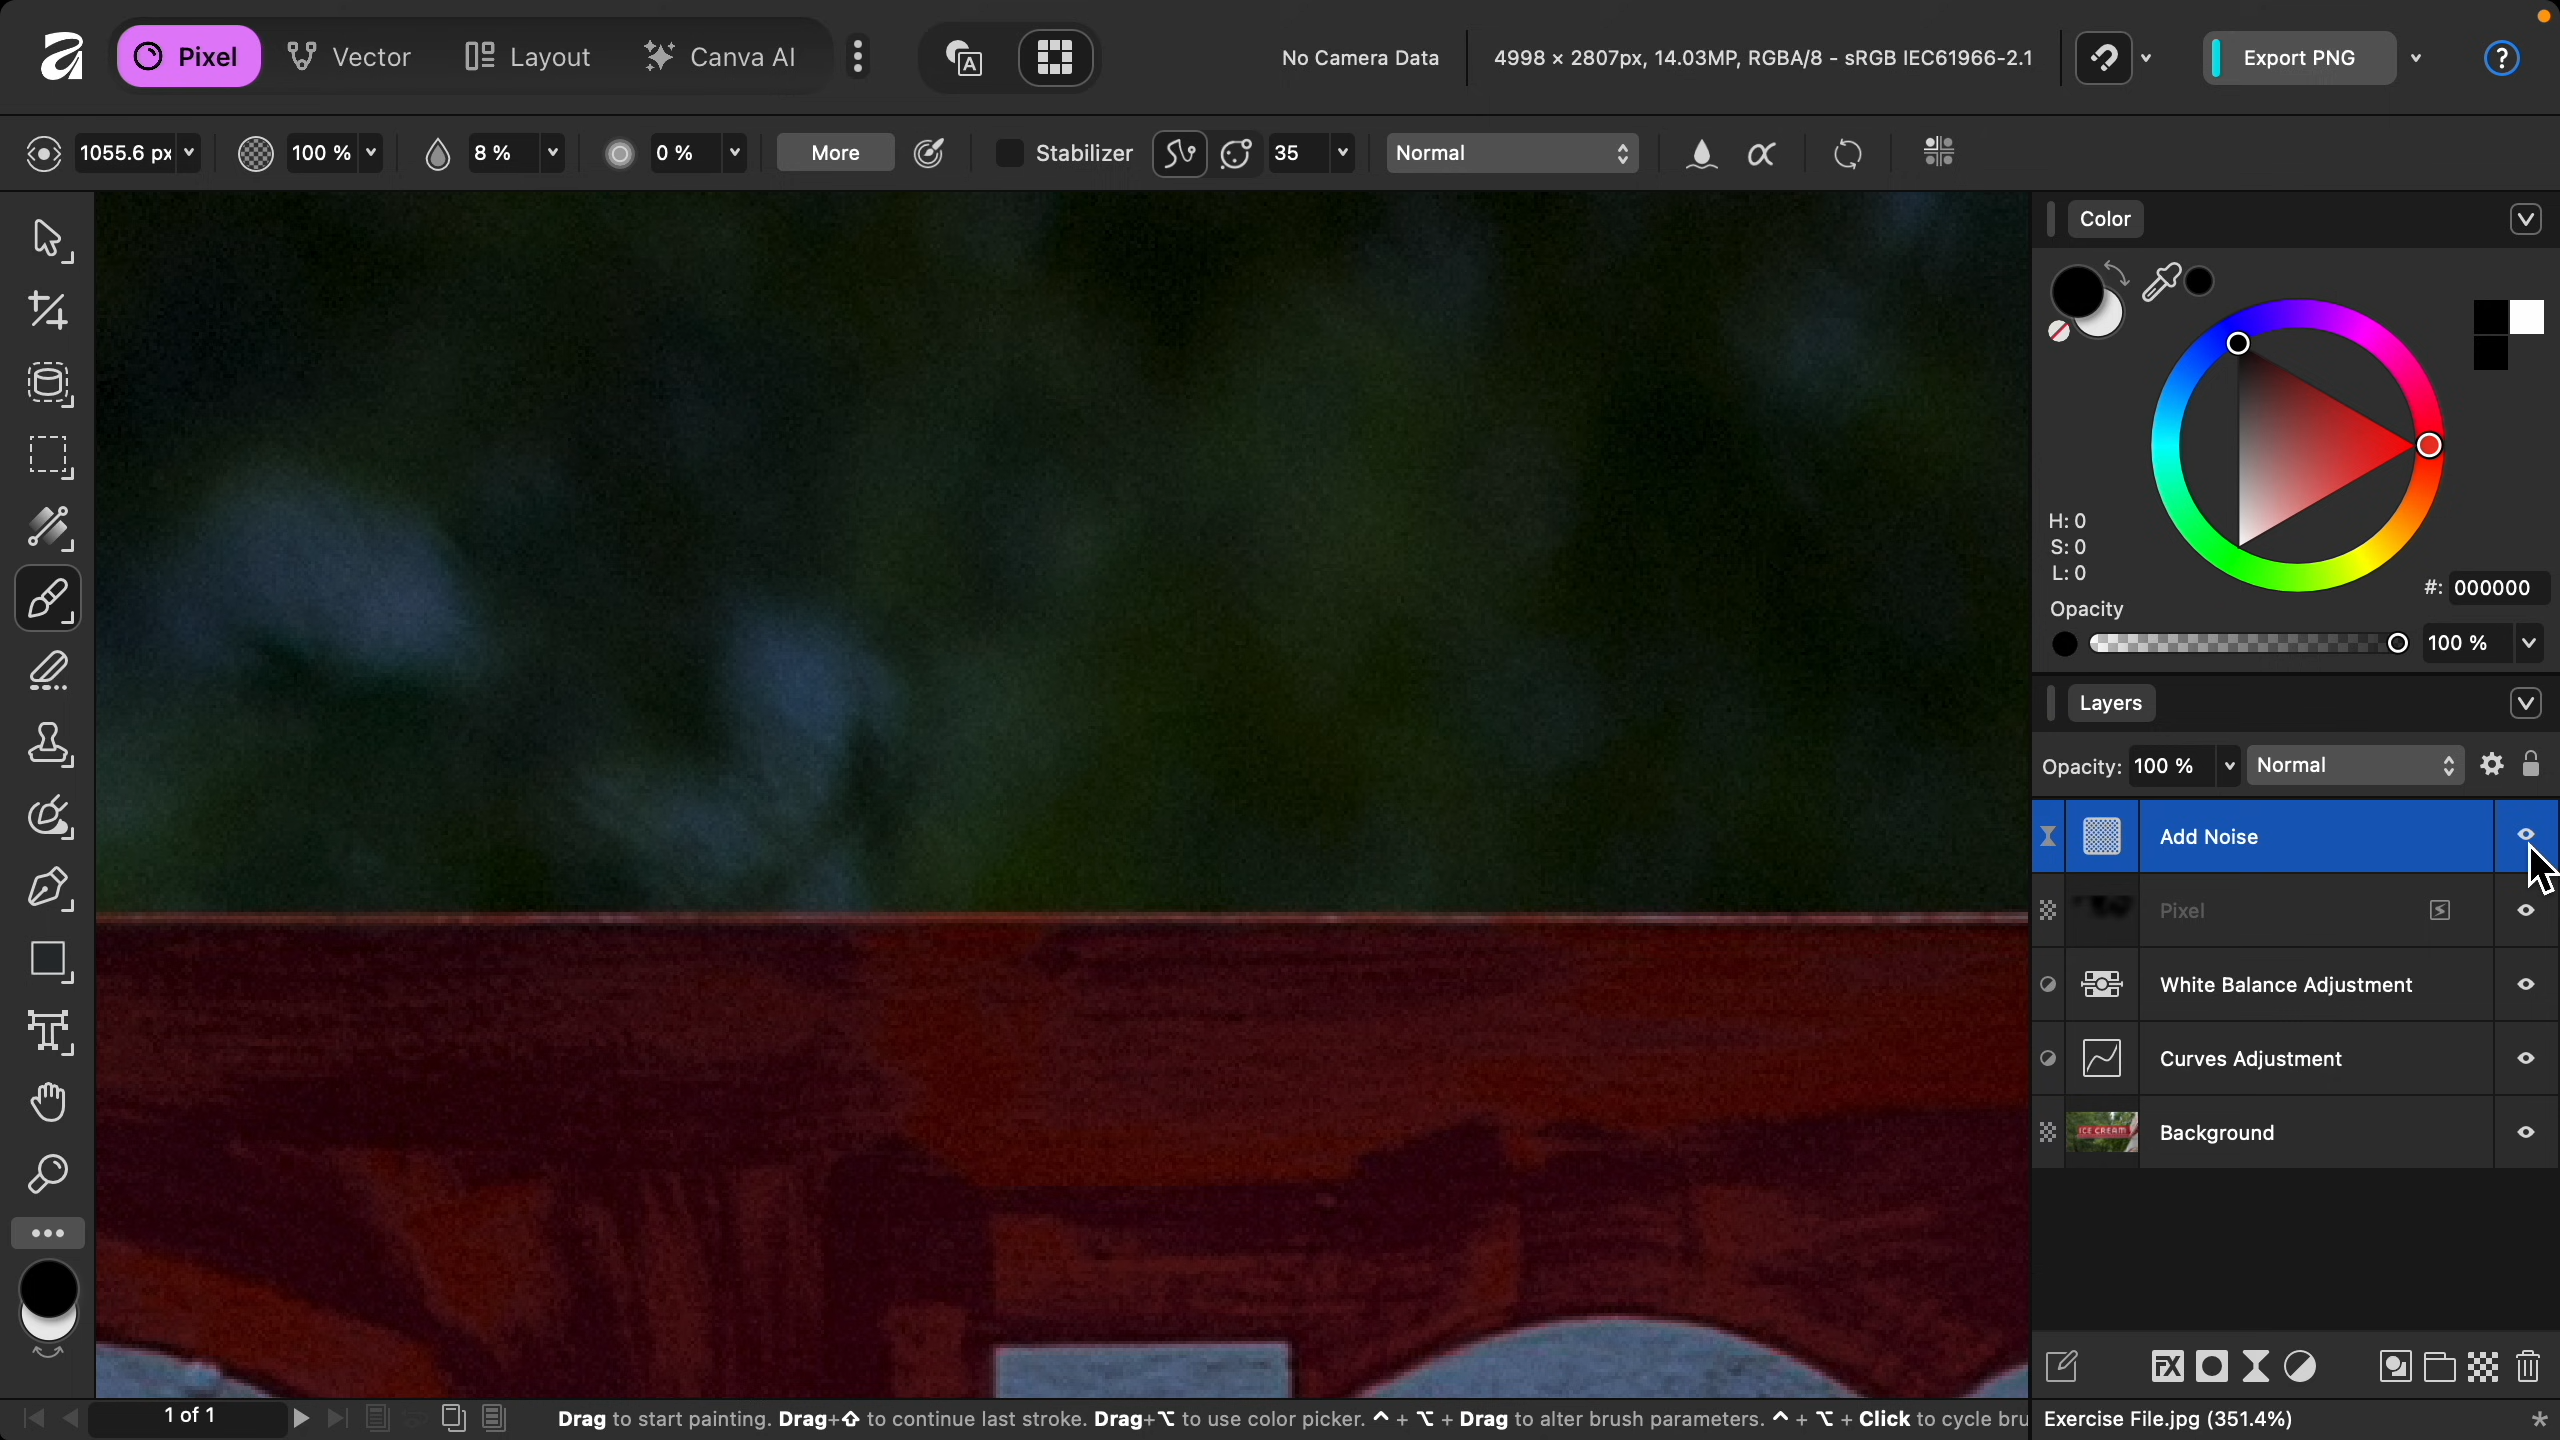 Pixel
Vector
Layout
Canva AI
A
No Camera Data
4998 × 2807px, 14.03MP, RGBA/8 - sRGB IEC61966-2.1
Export PNG
?
1055.6 px
100 %
8 %
0 %
More
Stabilizer
35
Normal
Color
H: 0
S: 0
L: 0
#: 000000
Opacity
100 %
Layers
Opacity: 100 %
Normal
Add Noise
Pixel
White Balance Adjustment
Curves Adjustment
ICE CREAM
Background
FX
1 of 1
Drag to start painting. Drag+⇧ to continue last stroke. Drag+⌥ to use color picker. ^ + ⌥ + Drag to alter brush parameters. ^ + ⌥ + Click to cycle bru
Exercise File.jpg (351.4%)
*